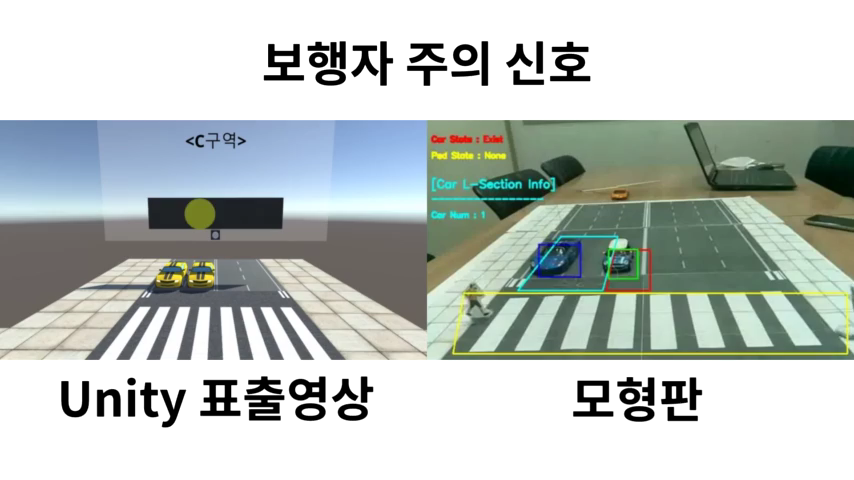 보행자 주의 신호
<C구역>
Car State : Exist
Ped State : None
[Car L-Section Info]
------------------
Car Num : 1
Unity 표출영상
모형판